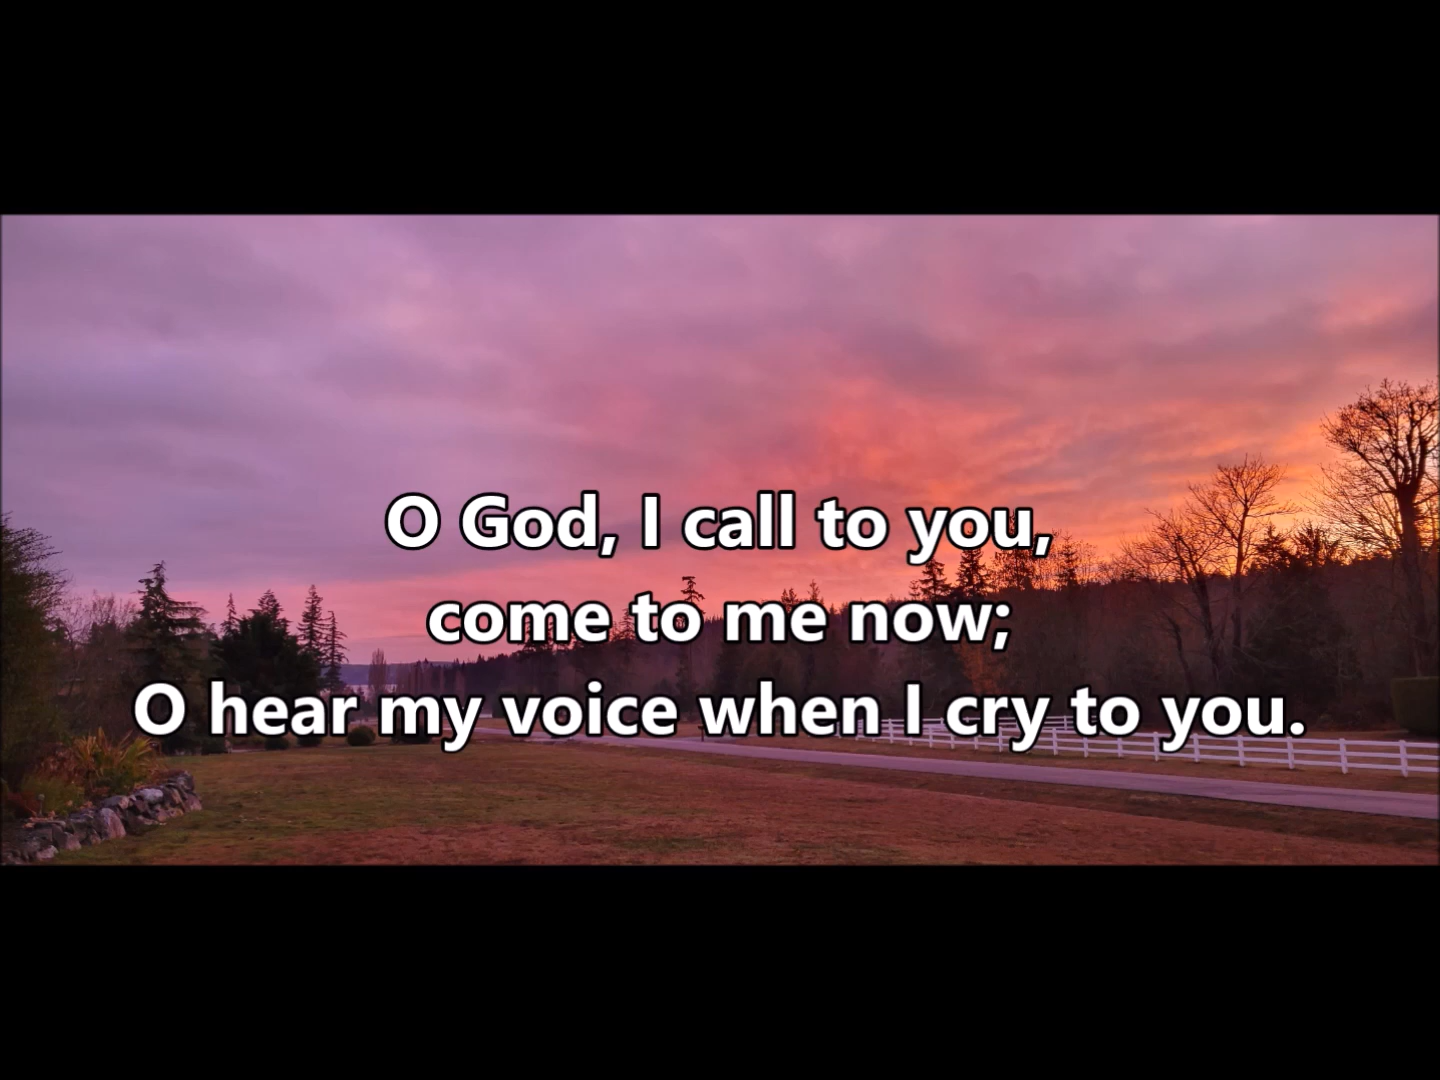 O God, I call to you,
come to me now;
O hear my voice when I cry to you.